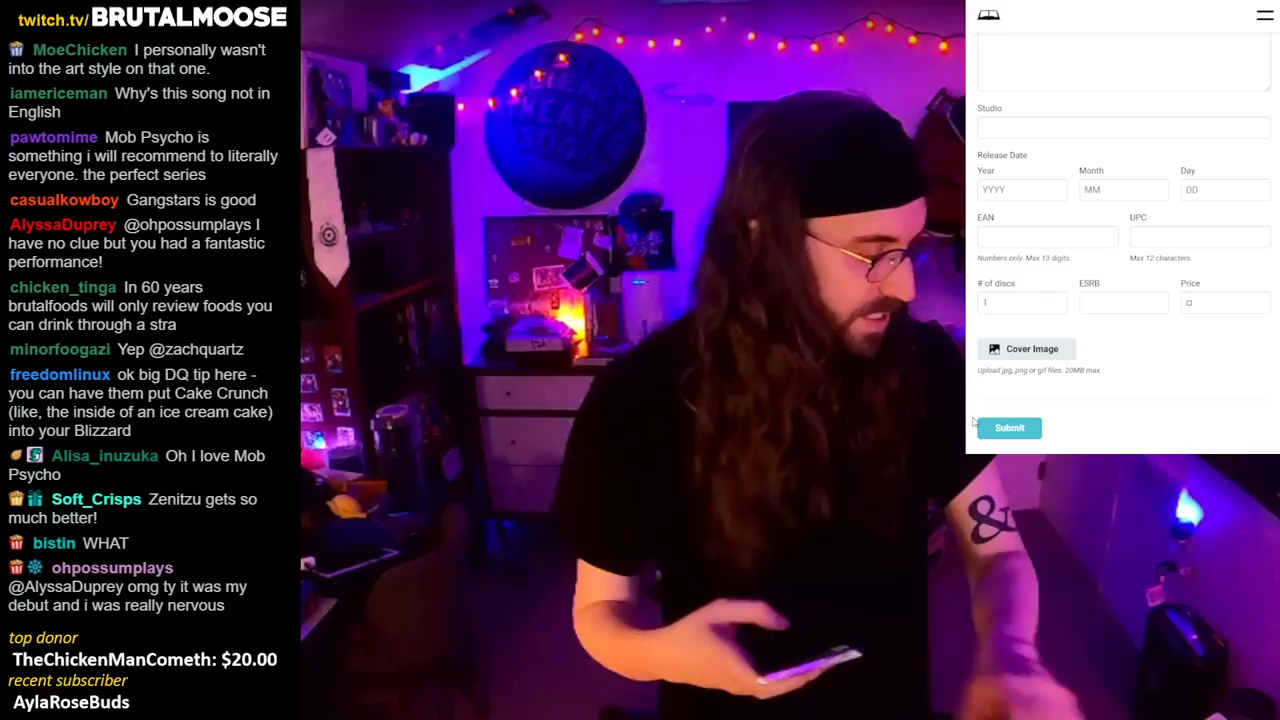 twitch.tv/BRUTALMOOSE
MoeChicken I personally wasn't
into the art style on that one.
iamericeman Why's this song not in
English
pawtomime Mob Psycho is
something i will recommend to literally
everyone. the perfect series
casualkowboy Gangstars is good
AlyssaDuprey @ohpossumplays I
have no clue but you had a fantastic
performance!
chicken_tinga In 60 years
brutalfoods will only review foods you
can drink through a stra
minorfoogazi Yep @zachquartz
freedomlinux ok big DQ tip here -
you can have them put Cake Crunch
(like, the inside of an ice cream cake)
into your Blizzard
Alisa_inuzuka Oh I love Mob
Psycho
Soft_Crisps Zenitzu gets so
much better!
bistin WHAT
ohpossumplays
@AlyssaDuprey omg ty it was my
debut and i was really nervous
top donor
TheChickenManCometh: $20.00
recent subscriber
AylaRoseBuds
&
Studio
Release Date
Year Month Day
YYYY MM DD
EAN UPC
Numbers only. Max 13 digits. Max 12 characters.
# of discs ESRB Price
1 ¤
Cover Image
Upload jpg, png or gif files. 20MB max.
Submit